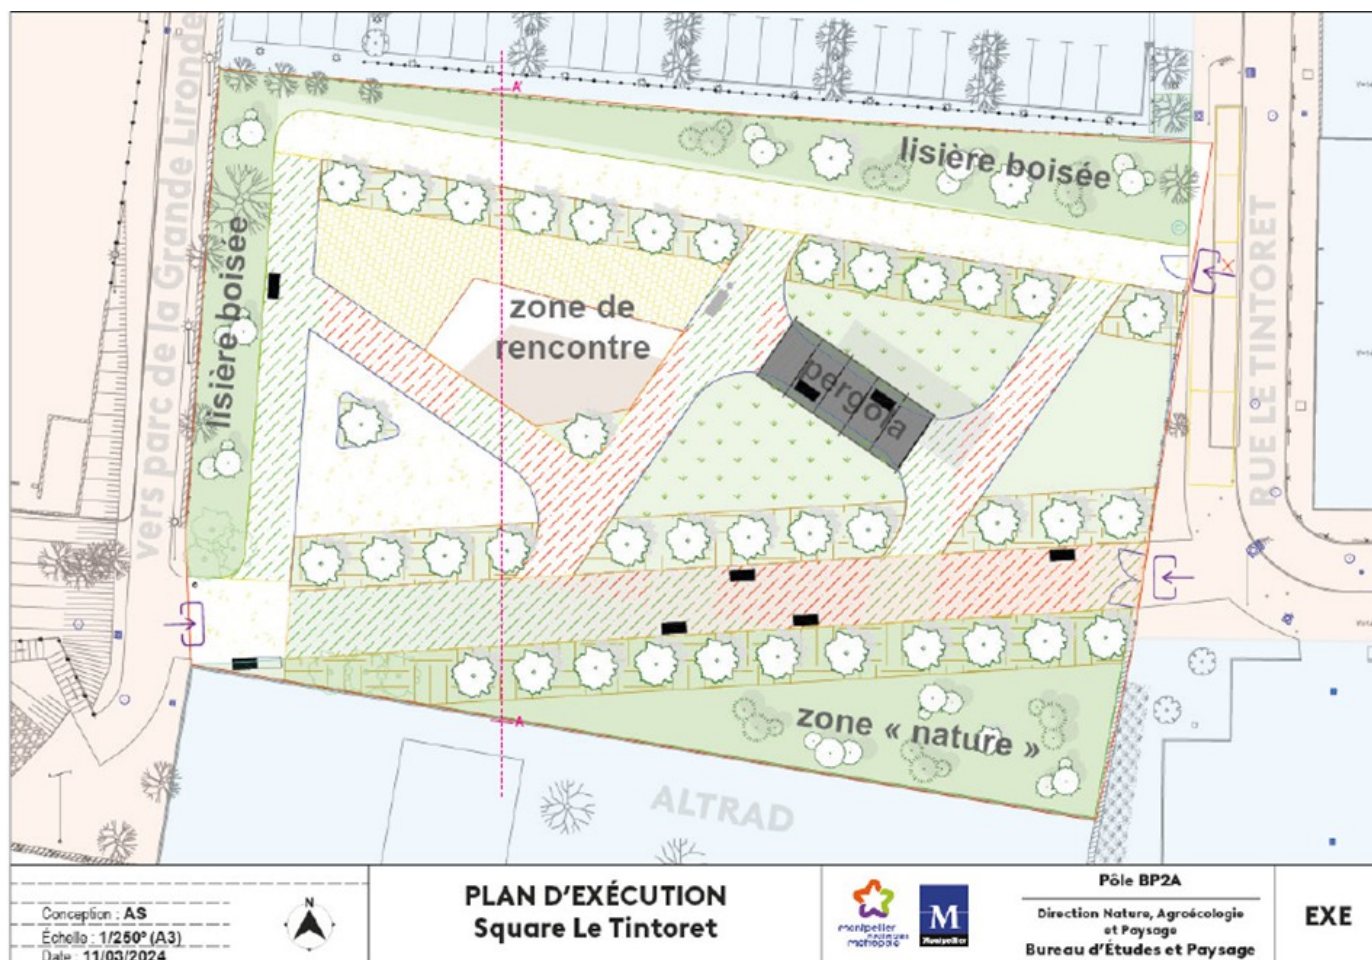 vers parc de la Grande Lironde
lisière boisée
A'
lisière boisée
zone de
rencontre
pergola
RUE LE TINTORET
A
zone « nature »
ALTRAD
Conception : AS
Échelle : 1/250° (A3)
Date : 11/03/2024
N
PLAN D'EXÉCUTION
Square Le Tintoret
montpellier
métropole
M
Montpellier
Pôle BP2A
Direction Nature, Agroécologie
et Paysage
Bureau d'Études et Paysage
EXE